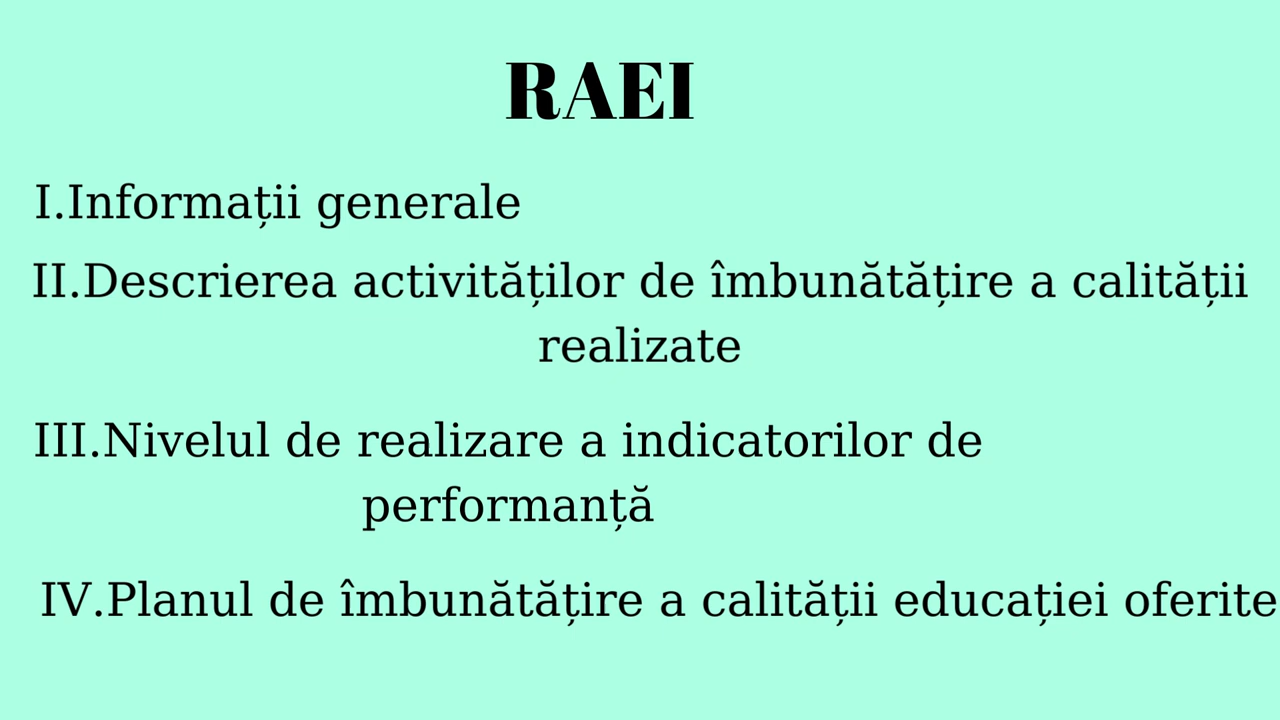 RAEI
I.Informații generale
II.Descrierea activităților de îmbunătățire a calității
realizate
III.Nivelul de realizare a indicatorilor de
performanță
IV.Planul de îmbunătățire a calității educației oferite